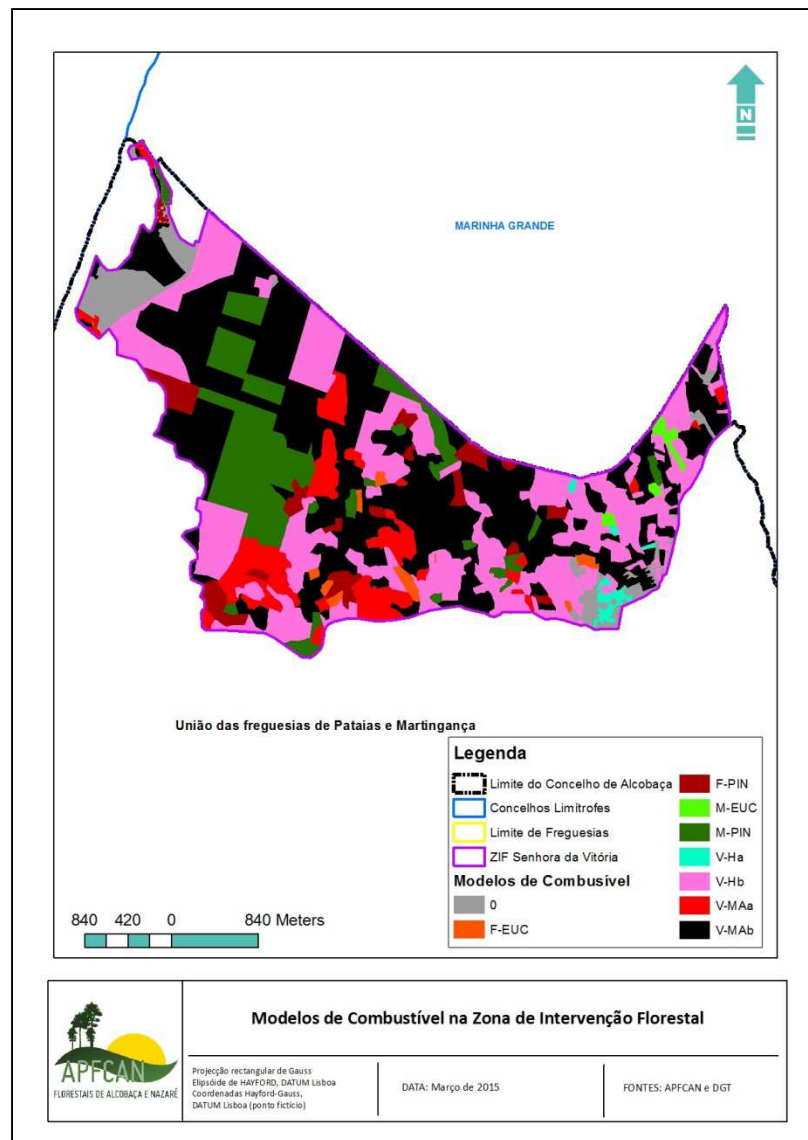 N
MARINHA GRANDE
União das freguesias de Pataias e Martingança
Legenda
Limite do Concelho de Alcobaça
Concelhos Limítrofes
Limite de Freguesias
ZIF Senhora da Vitória
Modelos de Combusivel
0
F-EUC
F-PIN
M-EUC
M-PIN
V-Ha
V-Hb
V-MAa
V-MAb
840 420 0 840 Meters
APFCAN
FLORESTAIS DE ALCOBAÇA E NAZARÉ
Modelos de Combustível na Zona de Intervenção Florestal
Projecção rectangular de Gauss
Elipsóide de HAYFORD, DATUM Lisboa
Coordenadas Hayford-Gauss,
DATUM Lisboa (ponto fictício)
DATA: Março de 2015
FONTES: APFCAN e DGT